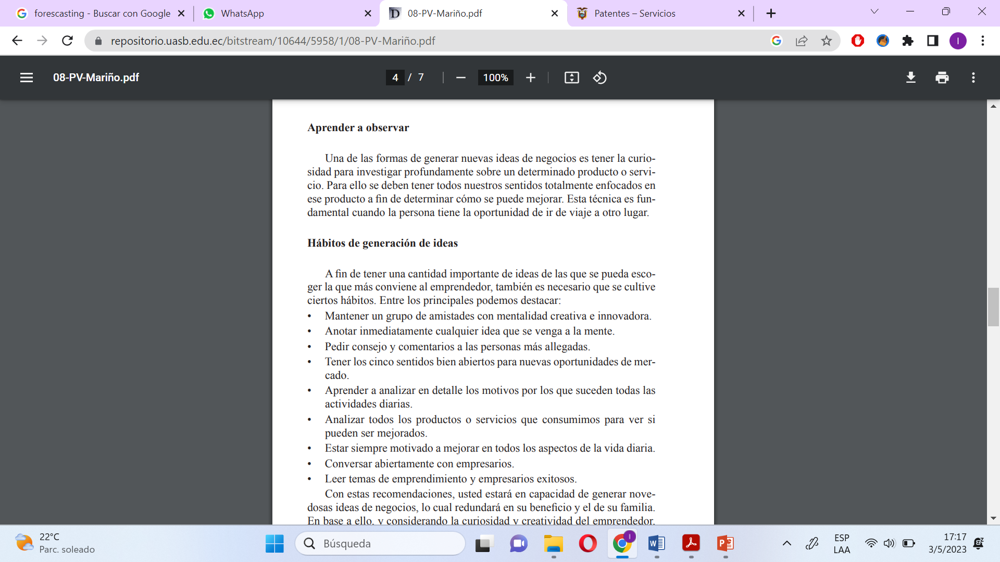 forescasting - Buscar con Google
WhatsApp
08-PV-Mariño.pdf
Patentes – Servicios
repositorio.uasb.edu.ec/bitstream/10644/5958/1/08-PV-Mariño.pdf
I
08-PV-Mariño.pdf
4 / 7
100%
Aprender a observar
Una de las formas de generar nuevas ideas de negocios es tener la curio-
sidad para investigar profundamente sobre un determinado producto o servi-
cio. Para ello se deben tener todos nuestros sentidos totalmente enfocados en
ese producto a fin de determinar cómo se puede mejorar. Esta técnica es fun-
damental cuando la persona tiene la oportunidad de ir de viaje a otro lugar.
Hábitos de generación de ideas
A fin de tener una cantidad importante de ideas de las que se pueda esco-
ger la que más conviene al emprendedor, también es necesario que se cultive
ciertos hábitos. Entre los principales podemos destacar:
• Mantener un grupo de amistades con mentalidad creativa e innovadora.
• Anotar inmediatamente cualquier idea que se venga a la mente.
• Pedir consejo y comentarios a las personas más allegadas.
• Tener los cinco sentidos bien abiertos para nuevas oportunidades de mer-
cado.
• Aprender a analizar en detalle los motivos por los que suceden todas las
actividades diarias.
• Analizar todos los productos o servicios que consumimos para ver si
pueden ser mejorados.
• Estar siempre motivado a mejorar en todos los aspectos de la vida diaria.
• Conversar abiertamente con empresarios.
• Leer temas de emprendimiento y empresarios exitosos.
Con estas recomendaciones, usted estará en capacidad de generar nove-
dosas ideas de negocios, lo cual redundará en su beneficio y el de su familia.
En base a ello, y considerando la curiosidad y creatividad del emprendedor,
22°C
Parc. soleado
Búsqueda
ESP
LAA
17:17
3/5/2023